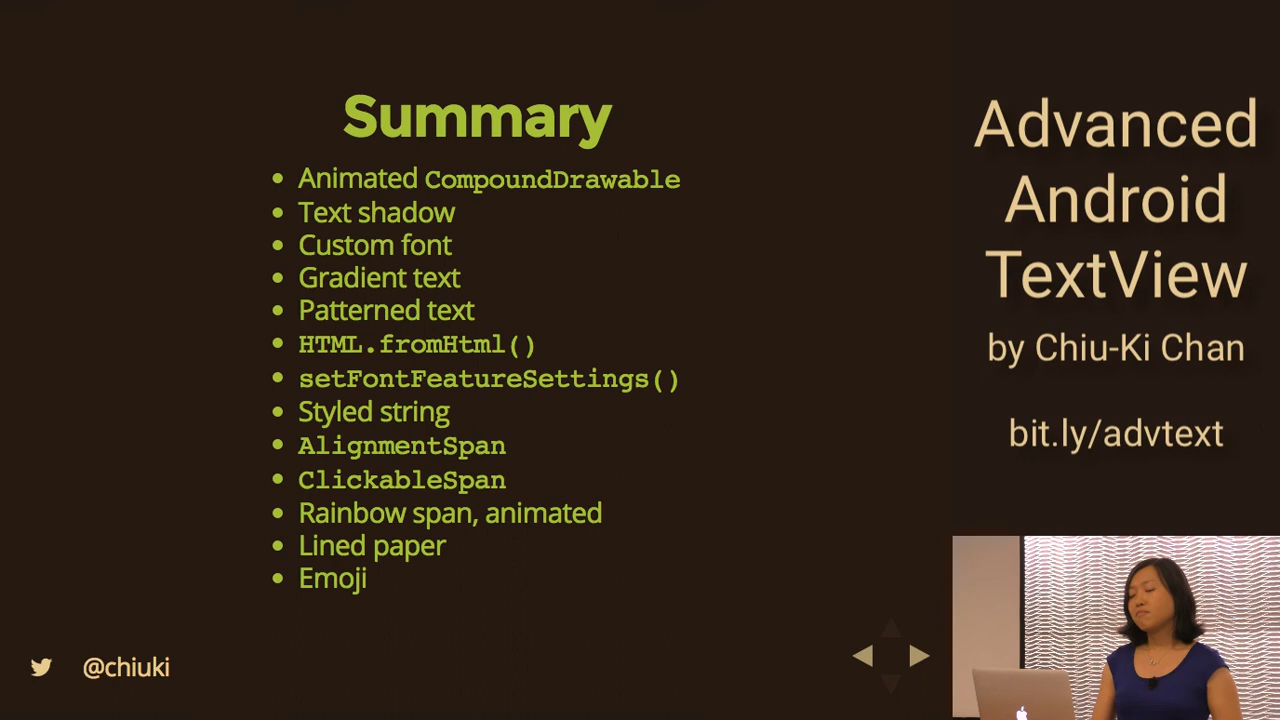 Summary
Animated CompoundDrawable
Text shadow
Custom font
Gradient text
Patterned text
HTML.fromHtml()
setFontFeatureSettings()
Styled string
AlignmentSpan
ClickableSpan
Rainbow span, animated
Lined paper
Emoji
@chiuki
Advanced
Android
TextView
by Chiu-Ki Chan
bit.ly/advtext